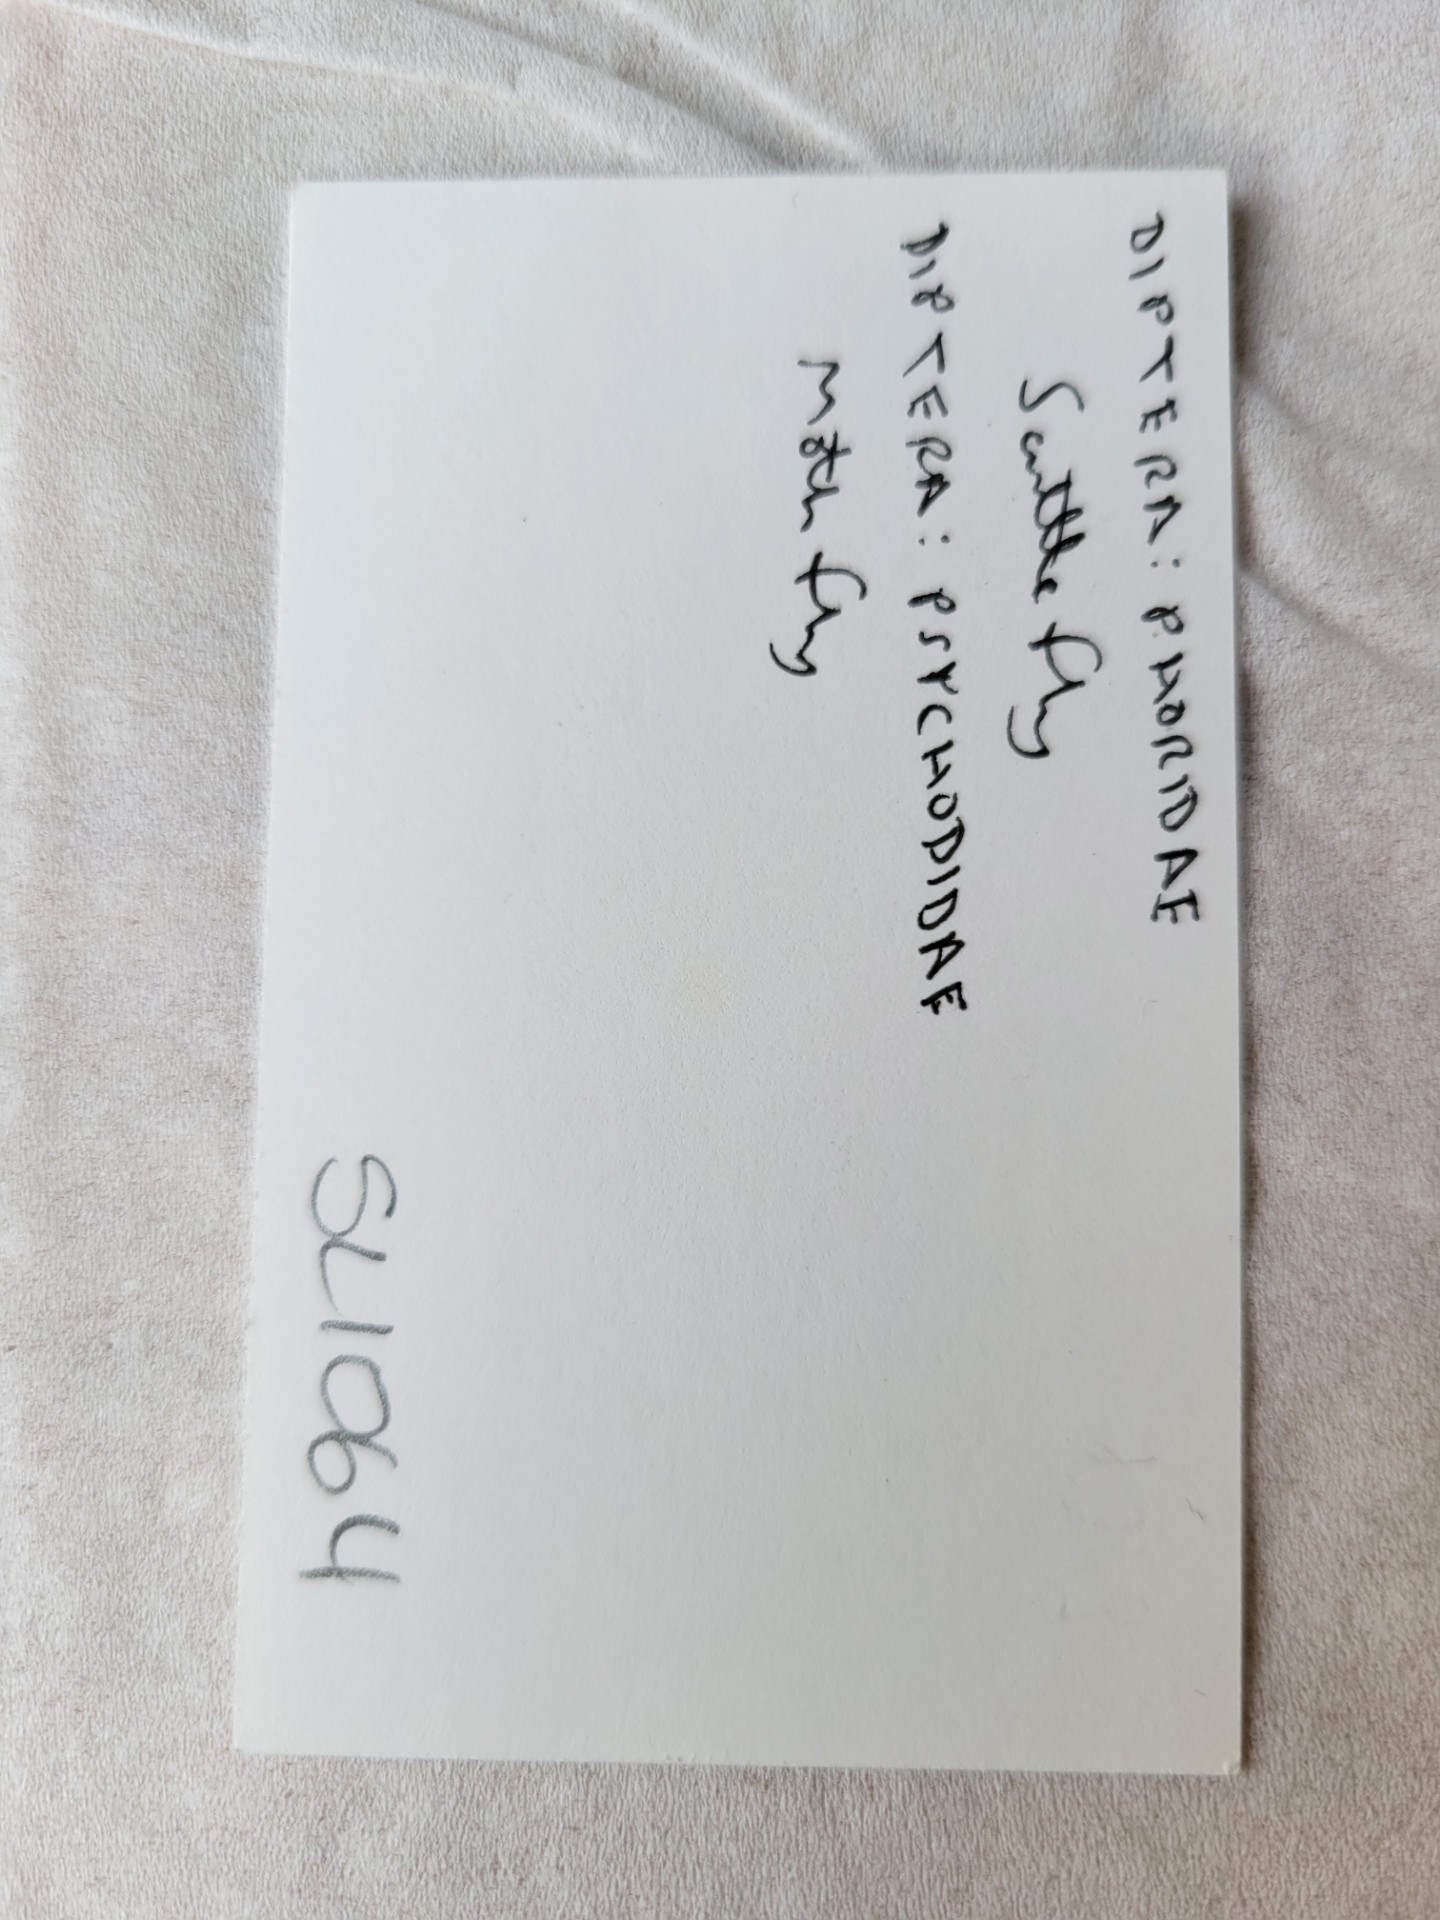 DIPTERA: PHORIDAE
Scuttle fly
DIPTERA: PSYCHODIDAE
Moth fly
SL1064